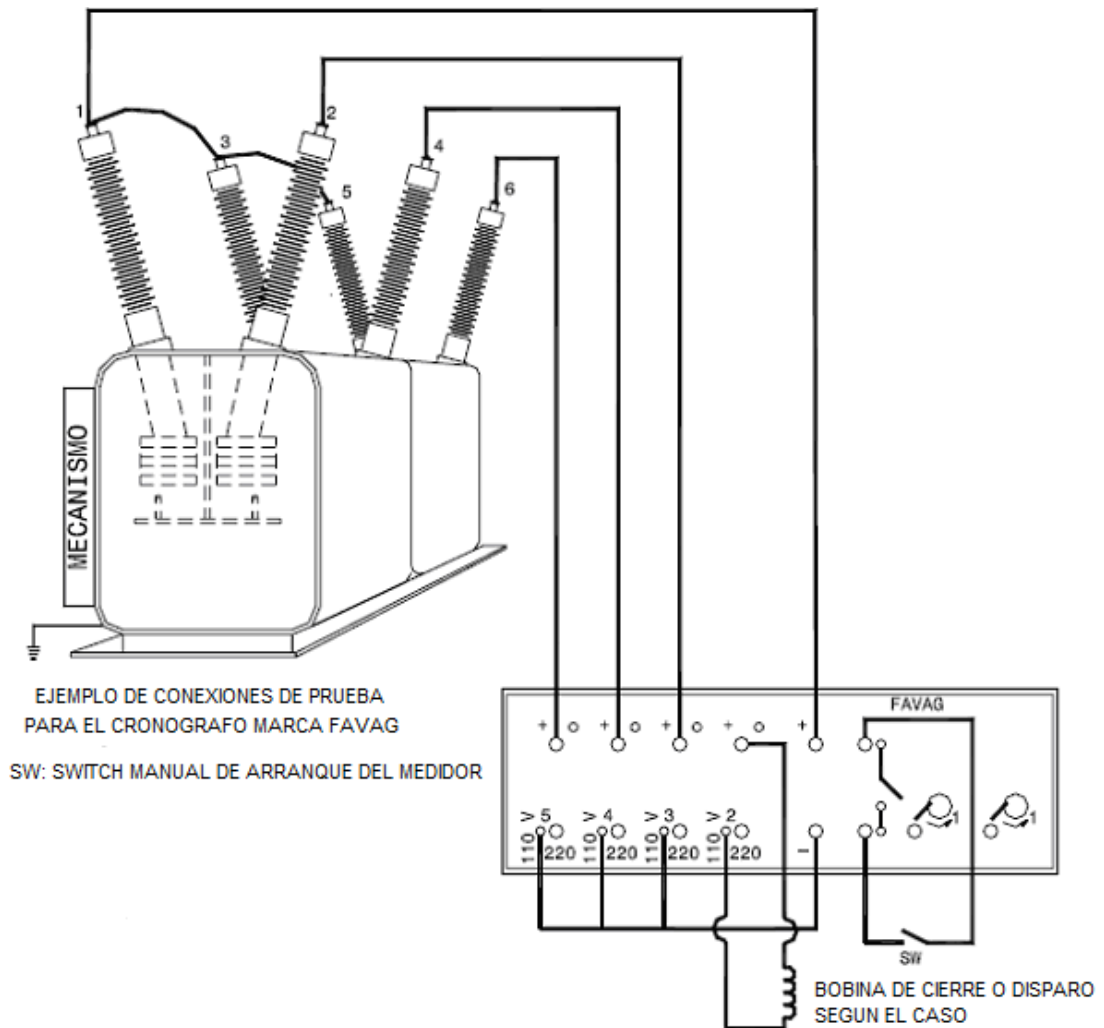 1
2
3
4
5
6
MECANISMO
EJEMPLO DE CONEXIONES DE PRUEBA
PARA EL CRONOGRAFO MARCA FAVAG
SW: SWITCH MANUAL DE ARRANQUE DEL MEDIDOR
FAVAG
+ + + + +
1 1
> 5 > 4 > 3 > 2
110 220 110 220 110 220 110 220 -
SW
BOBINA DE CIERRE O DISPARO
SEGUN EL CASO